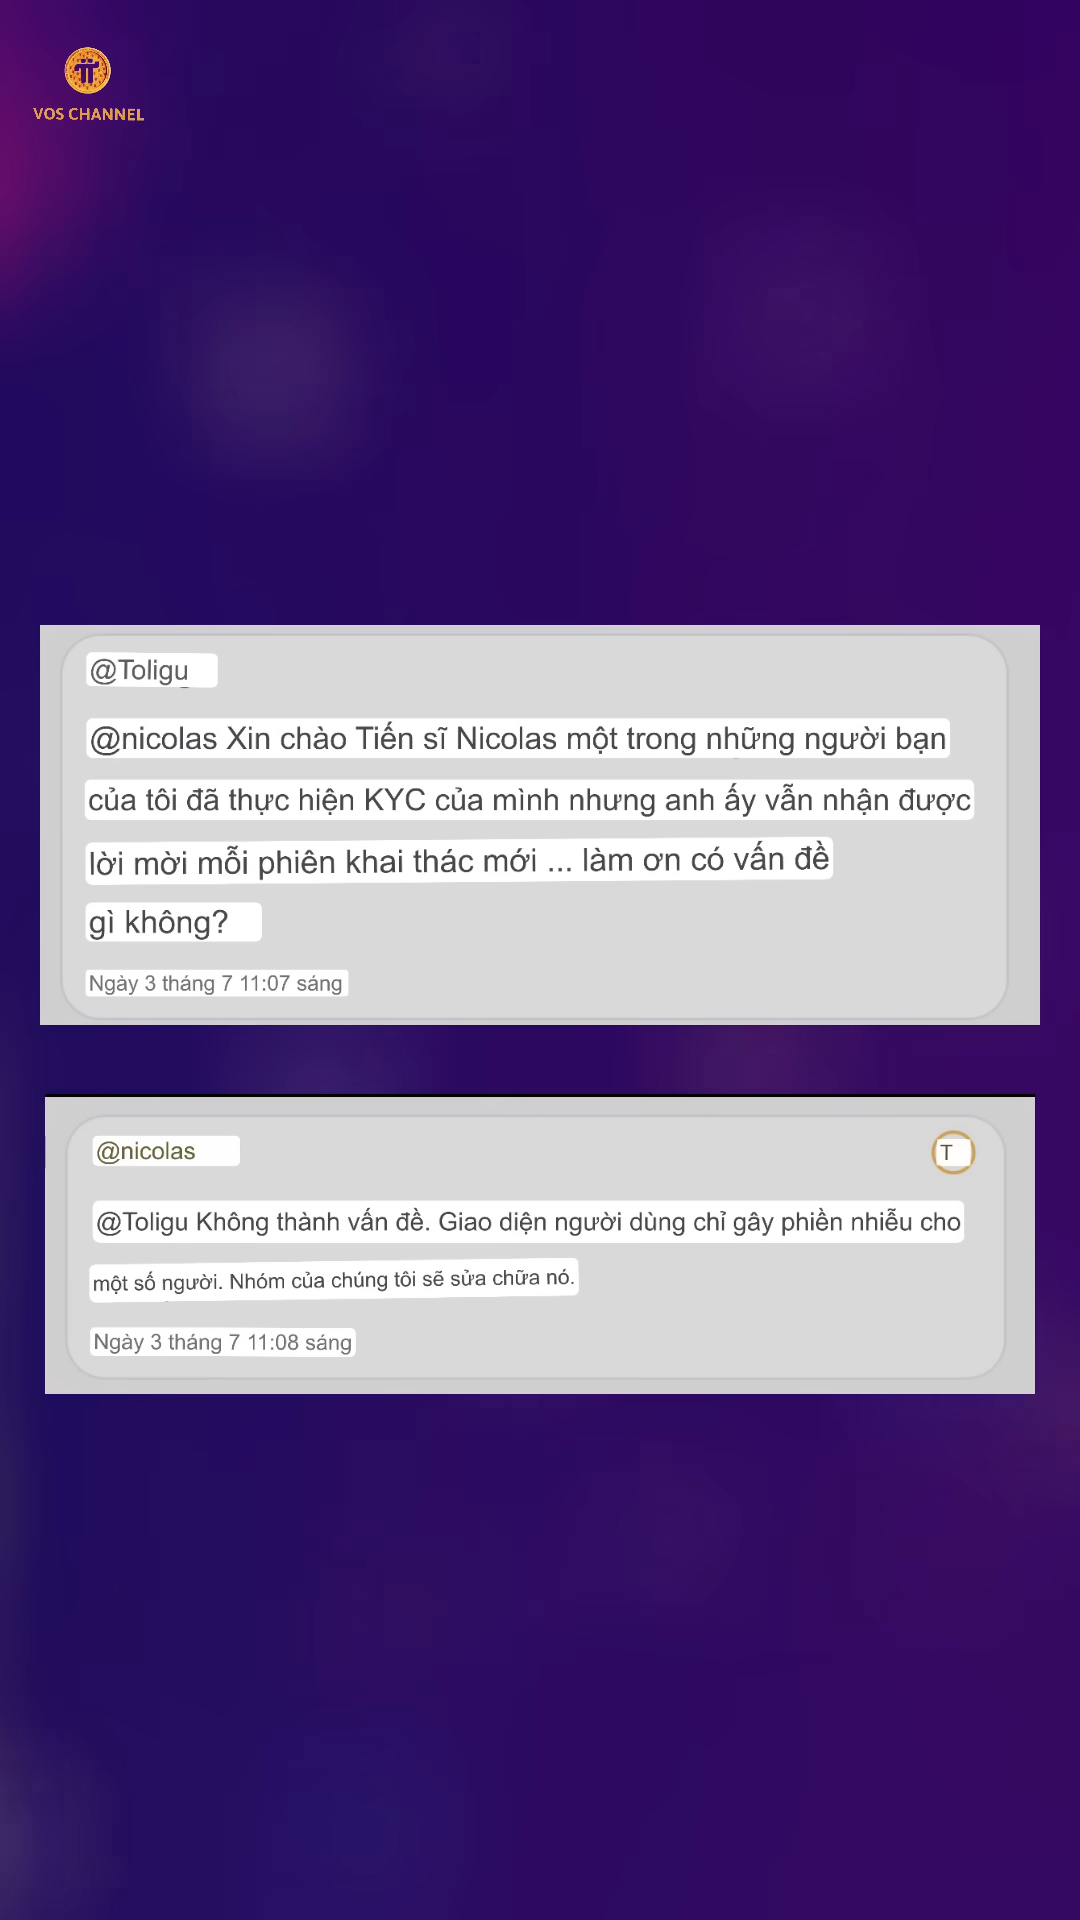 VOS CHANNEL
@Toligu
@nicolas Xin chào Tiến sĩ Nicolas một trong những người bạn
của tôi đã thực hiện KYC của mình nhưng anh ấy vẫn nhận được
lời mời mỗi phiên khai thác mới ... làm ơn có vấn đề
gì không?
Ngày 3 tháng 7 11:07 sáng
@nicolas
T
@Toligu Không thành vấn đề. Giao diện người dùng chỉ gây phiền nhiễu cho
một số người. Nhóm của chúng tôi sẽ sửa chữa nó.
Ngày 3 tháng 7 11:08 sáng